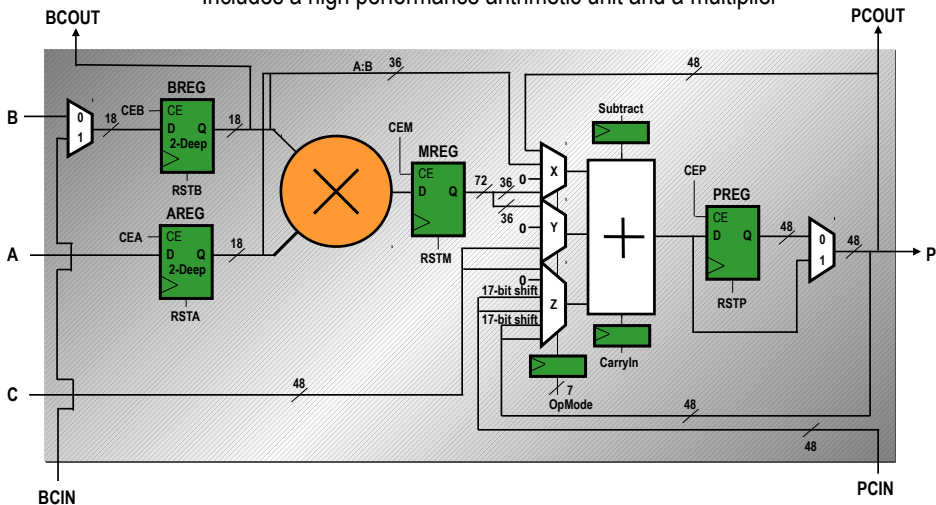 includes a high performance arithmetic unit and a multiplier
BCOUT
PCOUT
A:B
36
48
BREG
Subtract
CEB
CE
B
0
1
18
D Q
18
2-Deep
CEM
MREG
X
CE
0
RSTB
D Q
72
36
CEP
PREG
AREG
36
CE
CEA
CE
Y
D Q
48
0
48
P
D Q
18
0
1
A
2-Deep
RSTM
0
RSTP
17-bit shift
Z
RSTA
17-bit shift
CarryIn
C
48
7
OpMode
48
48
BCIN
PCIN